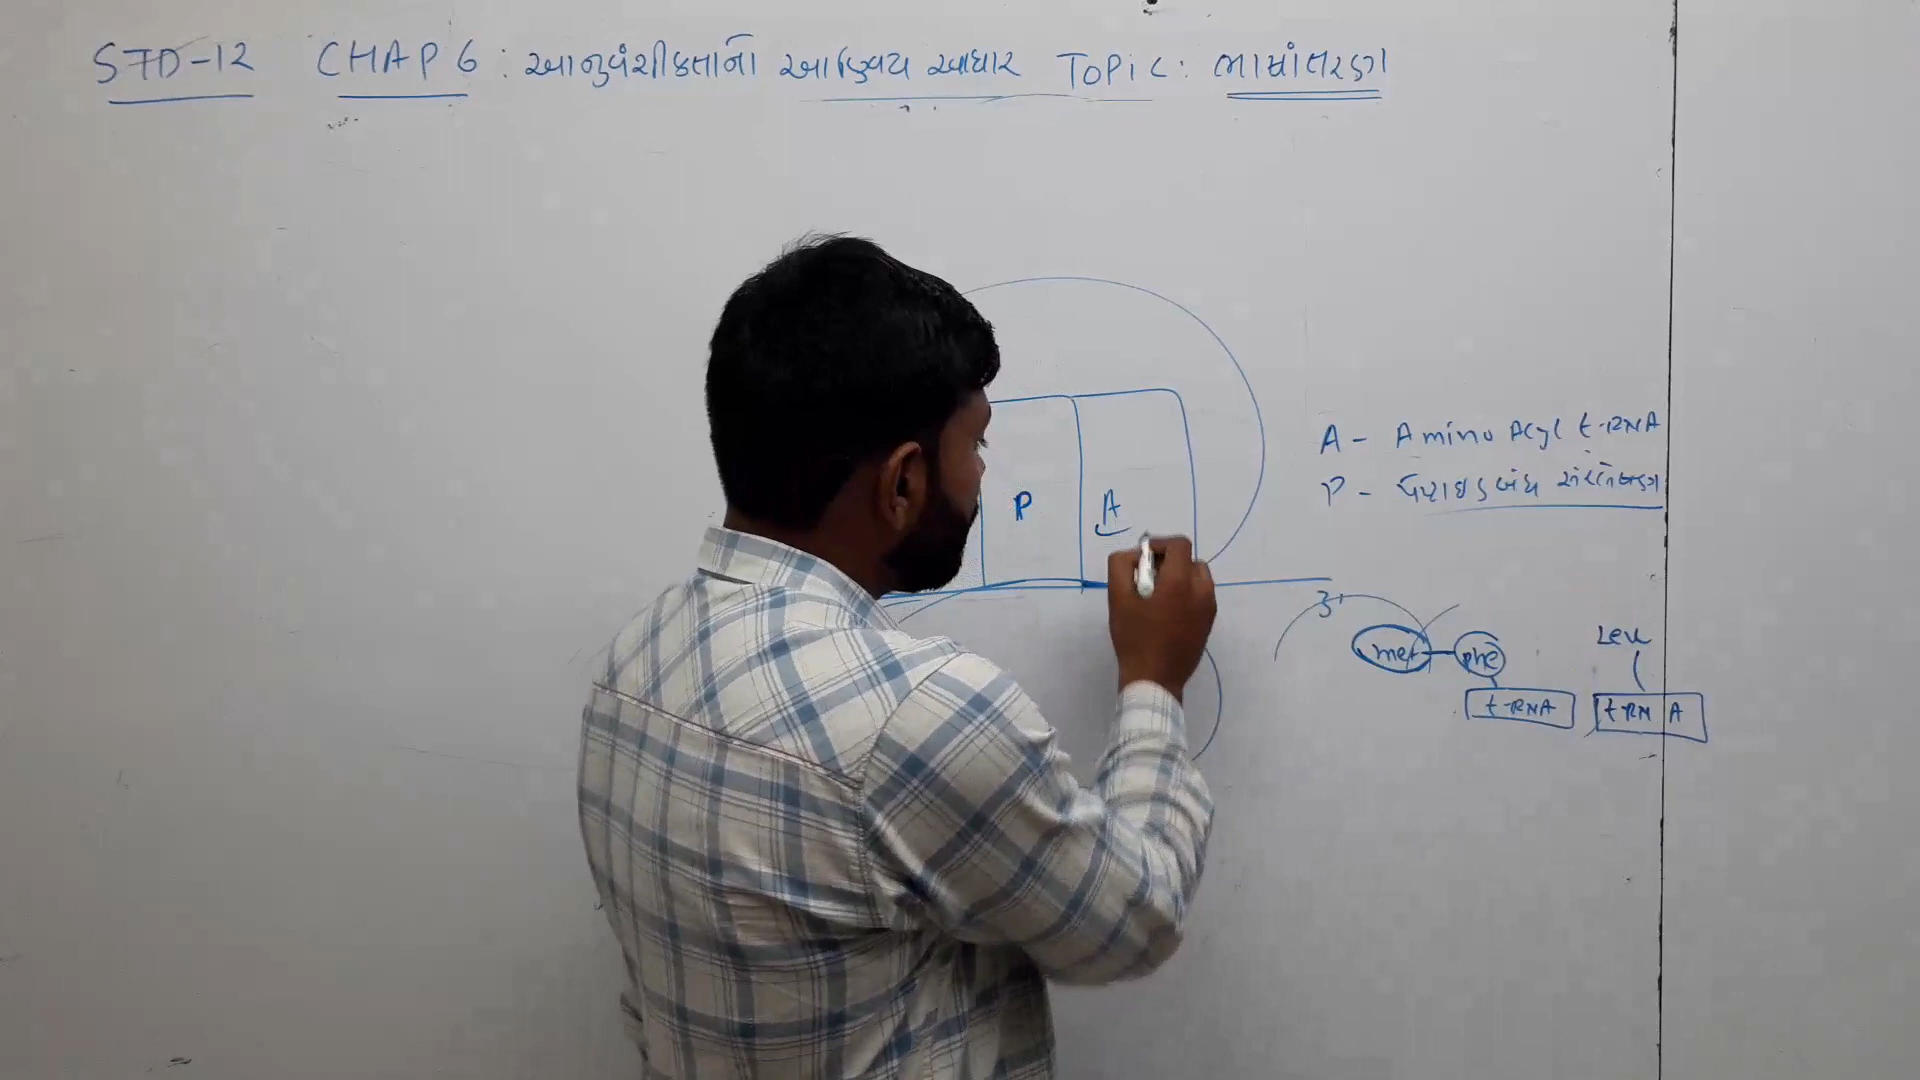 STD-12 CHAP 6 : આનુવંશીકતાનો આણ્વિય આધાર TOPIC : ભાષાંતરણ
A - Amino Acyl t-RNA
P - પેપ્ટાઇડબંધ સંશ્લેષણ
P
A
3'
met
phe
Leu
t-RNA
t-RNA